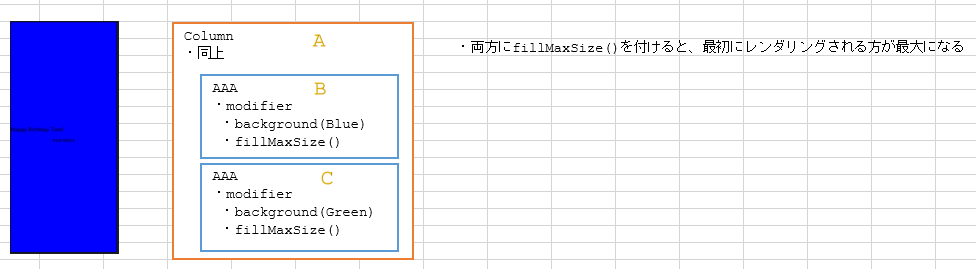 Column A
・同上
・両方にfillMaxSize()を付けると、最初にレンダリングされる方が最大になる
AAA B
・modifier
・background(Blue)
・fillMaxSize()
AAA C
・modifier
・background(Green)
・fillMaxSize()